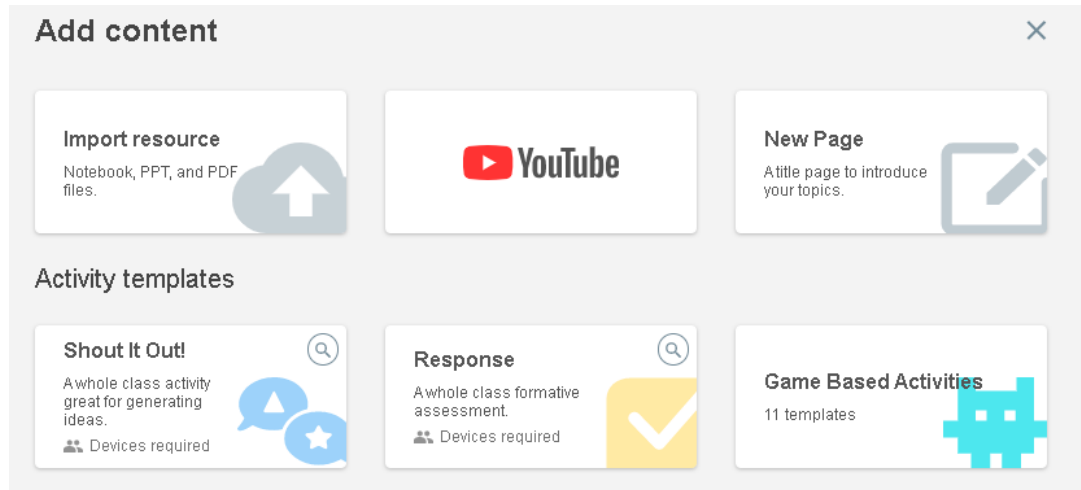 Add content
Import resource
Notebook, PPT, and PDF
files.
YouTube
New Page
A title page to introduce
your topics.
Activity templates
Shout It Out!
A whole class activity
great for generating
ideas.
Devices required
Response
A whole class formative
assessment.
Devices required
Game Based Activities
11 templates